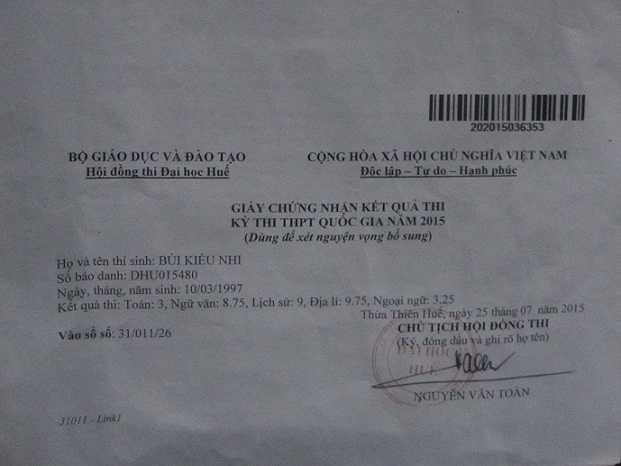 202015036353
BỘ GIÁO DỤC VÀ ĐÀO TẠO
Hội đồng thi Đại học Huế
CỘNG HÒA XÃ HỘI CHỦ NGHĨA VIỆT NAM
Độc lập – Tự do – Hạnh phúc
GIẤY CHỨNG NHẬN KẾT QUẢ THI
KỲ THI THPT QUỐC GIA NĂM 2015
(Dùng để xét nguyện vọng bổ sung)
Họ và tên thí sinh: BÙI KIỀU NHI
Số báo danh: DHU015480
Ngày, tháng, năm sinh: 10/03/1997
Kết quả thi: Toán: 3, Ngữ văn: 8.75, Lịch sử: 9, Địa lí: 9.75, Ngoại ngữ: 3.25
Thừa Thiên Huế, ngày 25 tháng 07 năm 2015
Vào sổ số: 31/011/26
CHỦ TỊCH HỘI ĐỒNG THI
(Ký, đóng dấu và ghi rõ họ tên)
ĐẠI HỌC
HUẾ
NGUYỄN VĂN TOÀN
31011 - Link1